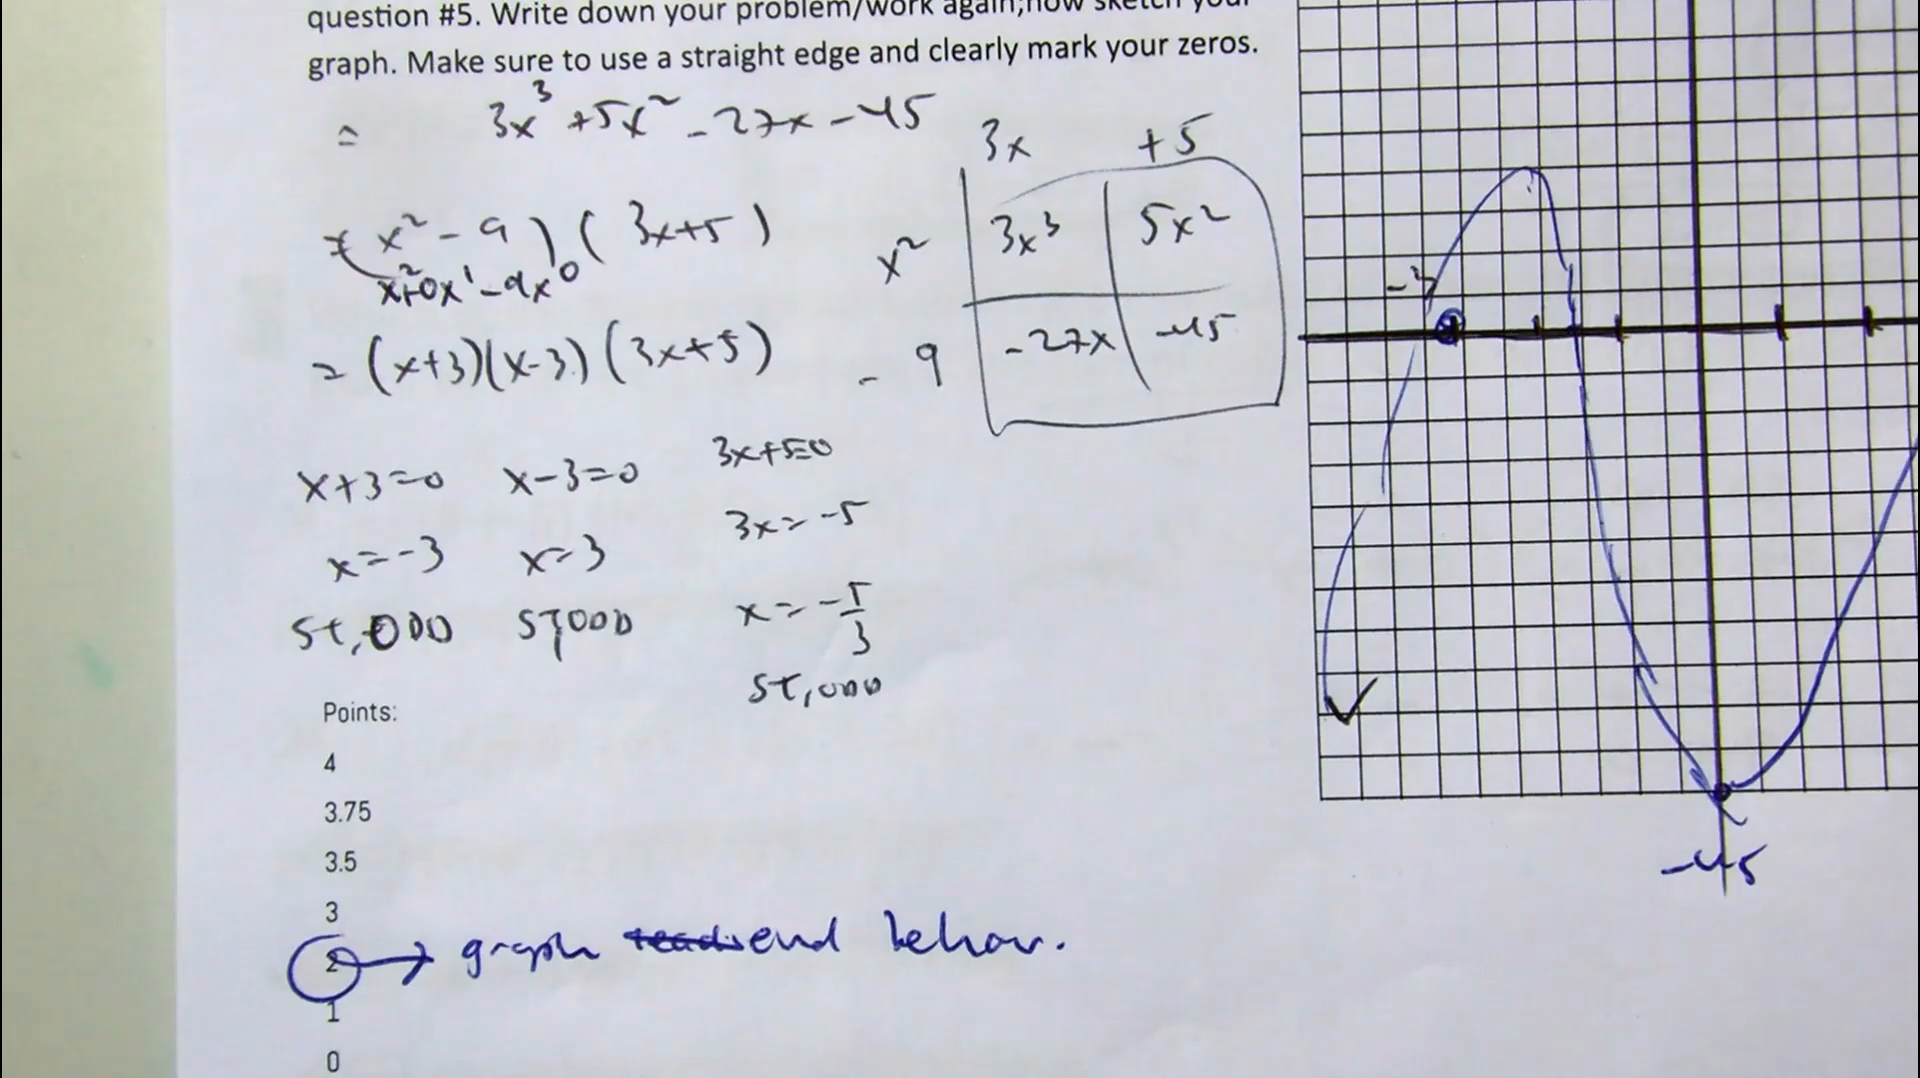 question #5. Write down your problem/work again, now sketch your
graph. Make sure to use a straight edge and clearly mark your zeros.
= 3x³ + 5x² - 27x - 45
(x² - 9)(3x+5)
x²+0x¹-9x⁰
= (x+3)(x-3)(3x+5)
3x +5
x² 3x³ 5x²
- 9 -27x -45
x+3=0 x-3=0 3x+5=0
x=-3 x=3 3x=-5
x=-5/3
st, odd st, odd
st, odd
Points:
4
3.75
3.5
3
2 → graph end behav.
1
0
-3
-45